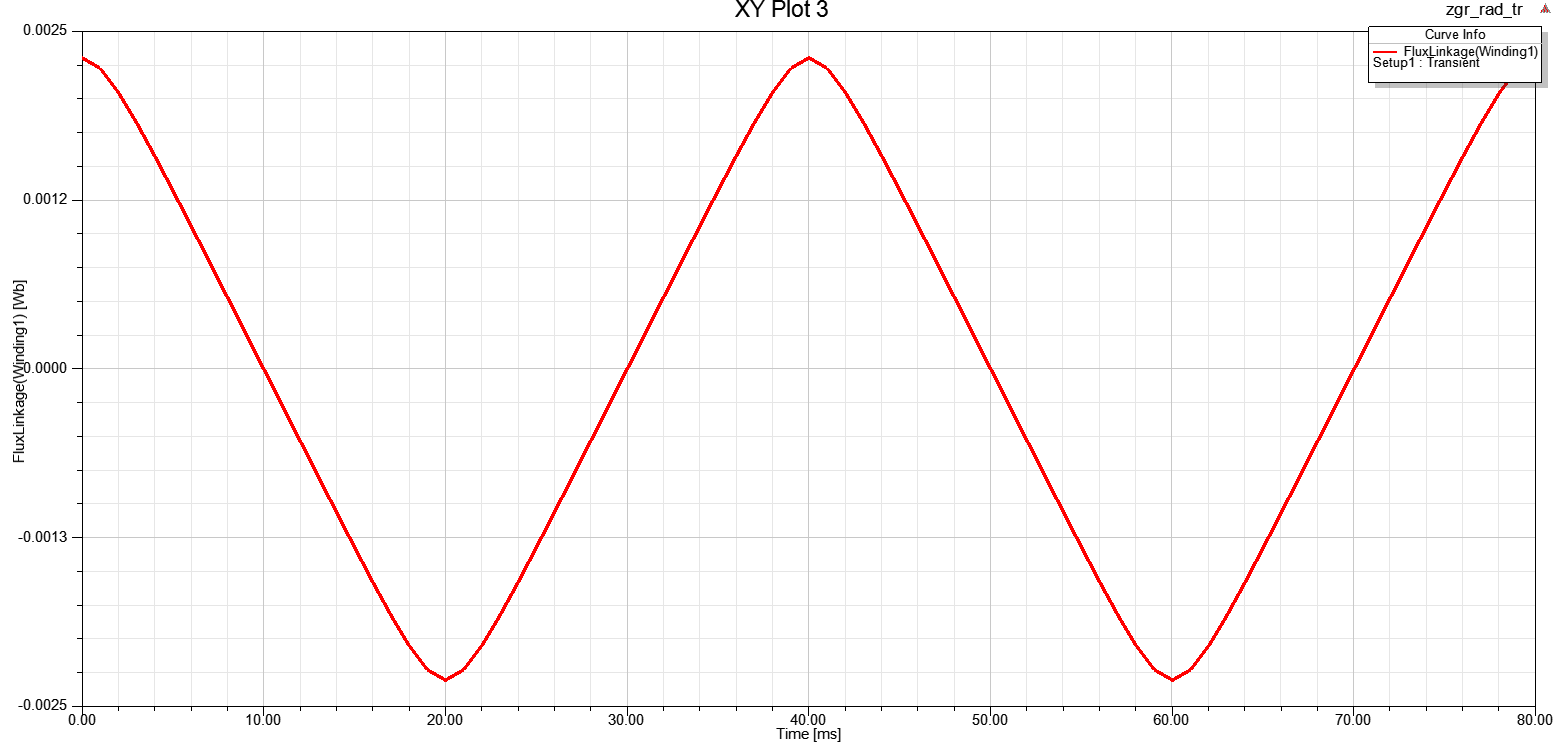 XY Plot 3
zgr_rad_tr
Curve Info
FluxLinkage(Winding1)
Setup1 : Transient
FluxLinkage(Winding1) [Wb]
0.0025
0.0012
0.0000
-0.0013
-0.0025
0.00 10.00 20.00 30.00 40.00 50.00 60.00 70.00 80.00
Time [ms]